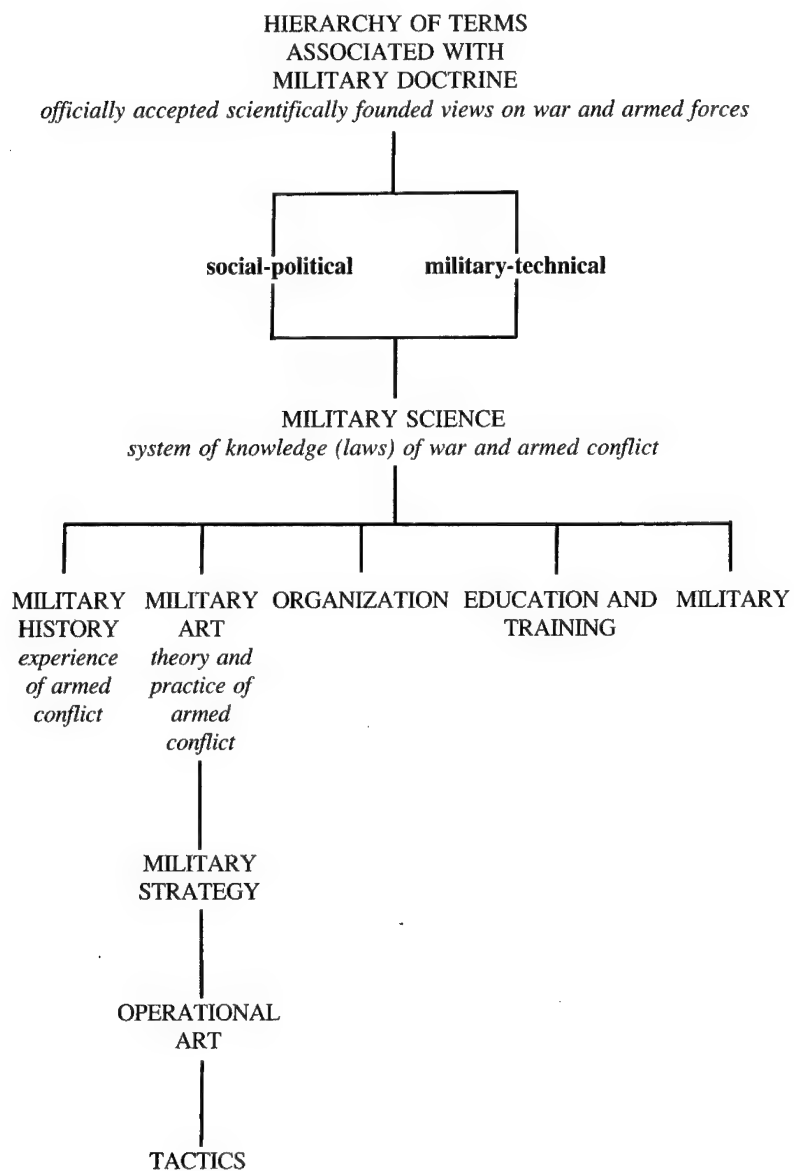 HIERARCHY OF TERMS
ASSOCIATED WITH
MILITARY DOCTRINE
officially accepted scientifically founded views on war and armed forces
social-political
military-technical
MILITARY SCIENCE
system of knowledge (laws) of war and armed conflict
MILITARY
HISTORY
experience
of armed
conflict
MILITARY
ART
theory and
practice of
armed
conflict
ORGANIZATION
EDUCATION AND
TRAINING
MILITARY
MILITARY
STRATEGY
OPERATIONAL
ART
TACTICS